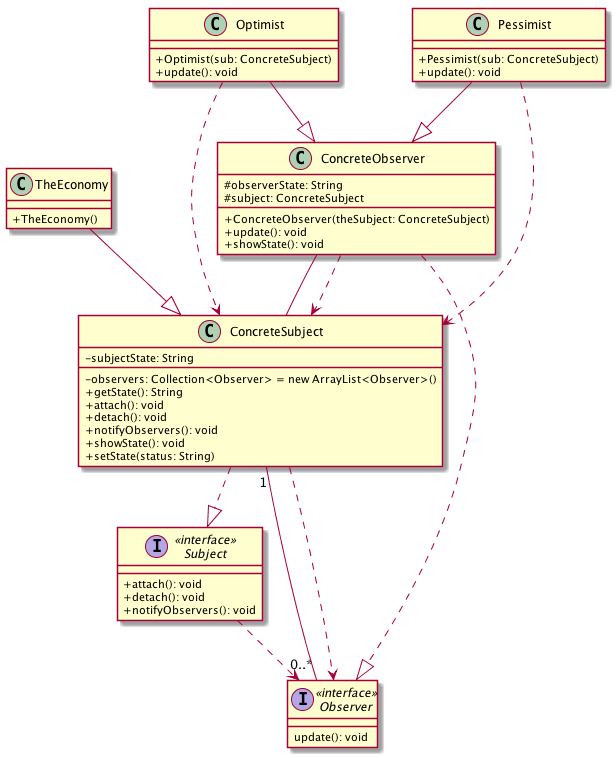 C Optimist
+Optimist(sub: ConcreteSubject)
+update(): void
C Pessimist
+Pessimist(sub: ConcreteSubject)
+update(): void
C ConcreteObserver
#observerState: String
#subject: ConcreteSubject
+ConcreteObserver(theSubject: ConcreteSubject)
+update(): void
+showState(): void
C TheEconomy
+TheEconomy()
C ConcreteSubject
−subjectState: String
−observers: Collection<Observer> = new ArrayList<Observer>()
+getState(): String
+attach(): void
+detach(): void
+notifyObservers(): void
+showState(): void
+setState(status: String)
1
I «interface»
Subject
+attach(): void
+detach(): void
+notifyObservers(): void
0..*
I «interface»
Observer
update(): void